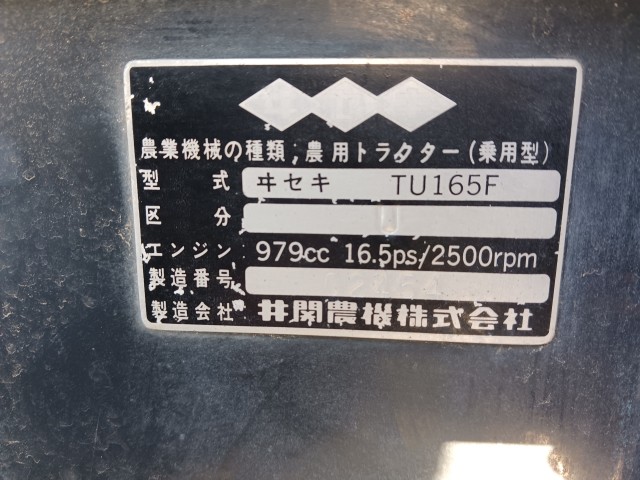 農業機械の種類；農用トラクター(乗用型)
型 式 ヰセキ TU165F
区 分 U
エンジン 979cc 16.5ps/2500rpm
製造番号
製造会社 井関農機株式会社